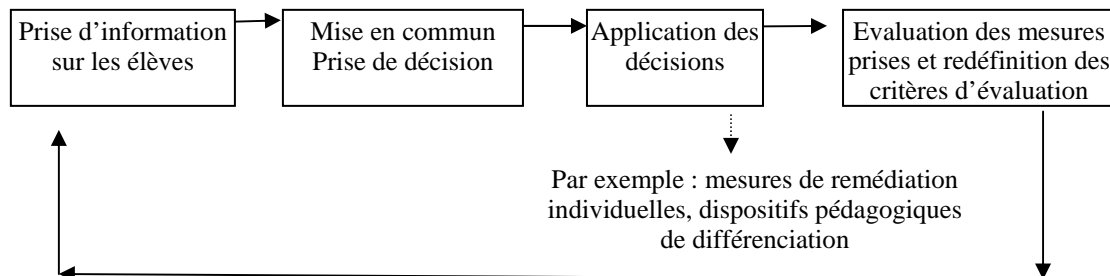 Prise d’information
sur les élèves
Mise en commun
Prise de décision
Application des
décisions
Evaluation des mesures
prises et redéfinition des
critères d’évaluation
Par exemple : mesures de remédiation
individuelles, dispositifs pédagogiques
de différenciation